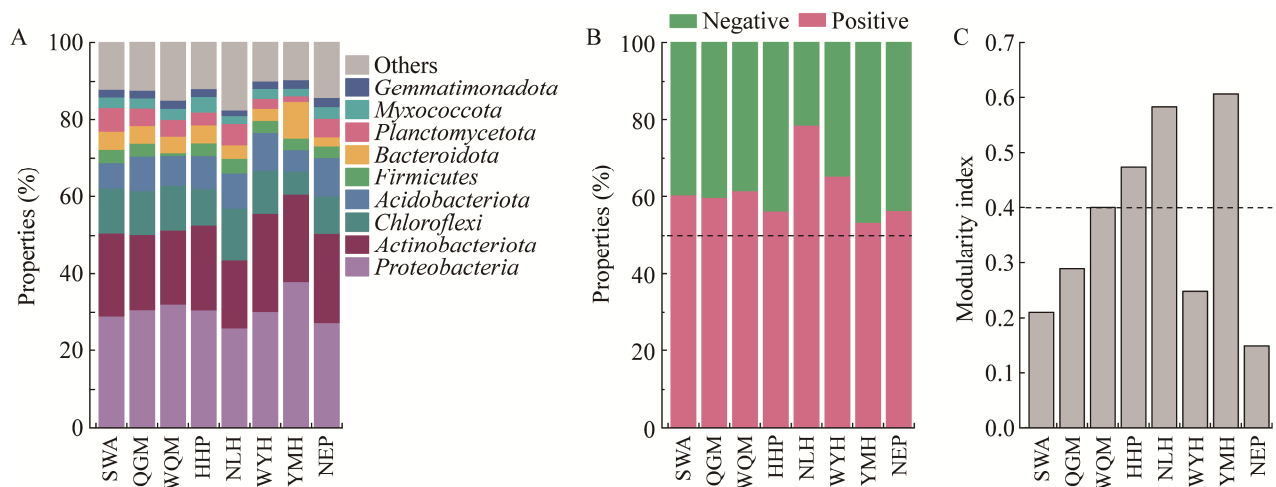 A
Properties (%)
100
80
60
40
20
0
SWA
QGM
WQM
HHP
NLH
WYH
YMH
NEP
Others
Gemmatimonadota
Myxococcota
Planctomycetota
Bacteroidota
Firmicutes
Acidobacteriota
Chloroflexi
Actinobacteriota
Proteobacteria
B
Negative Positive
Properties (%)
100
80
60
40
20
0
SWA
QGM
WQM
HHP
NLH
WYH
YMH
NEP
C
Modularity index
0.7
0.6
0.5
0.4
0.3
0.2
0.1
0.0
SWA
QGM
WQM
HHP
NLH
WYH
YMH
NEP